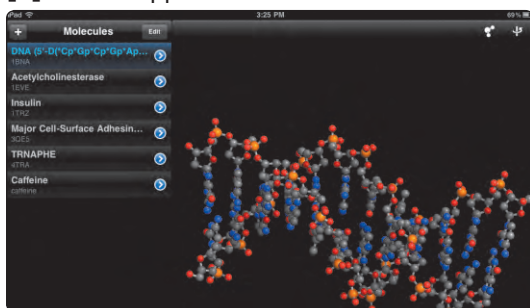 iPad 3:25 PM 69%
+ Molecules Edit
DNA (5'-D(*Cp*Gp*Cp*Gp*Ap...
1BNA
Acetylcholinesterase
1EVE
Insulin
1TRZ
Major Cell-Surface Adhesin...
3OE5
TRNAPHE
4TRA
Caffeine
caffeine